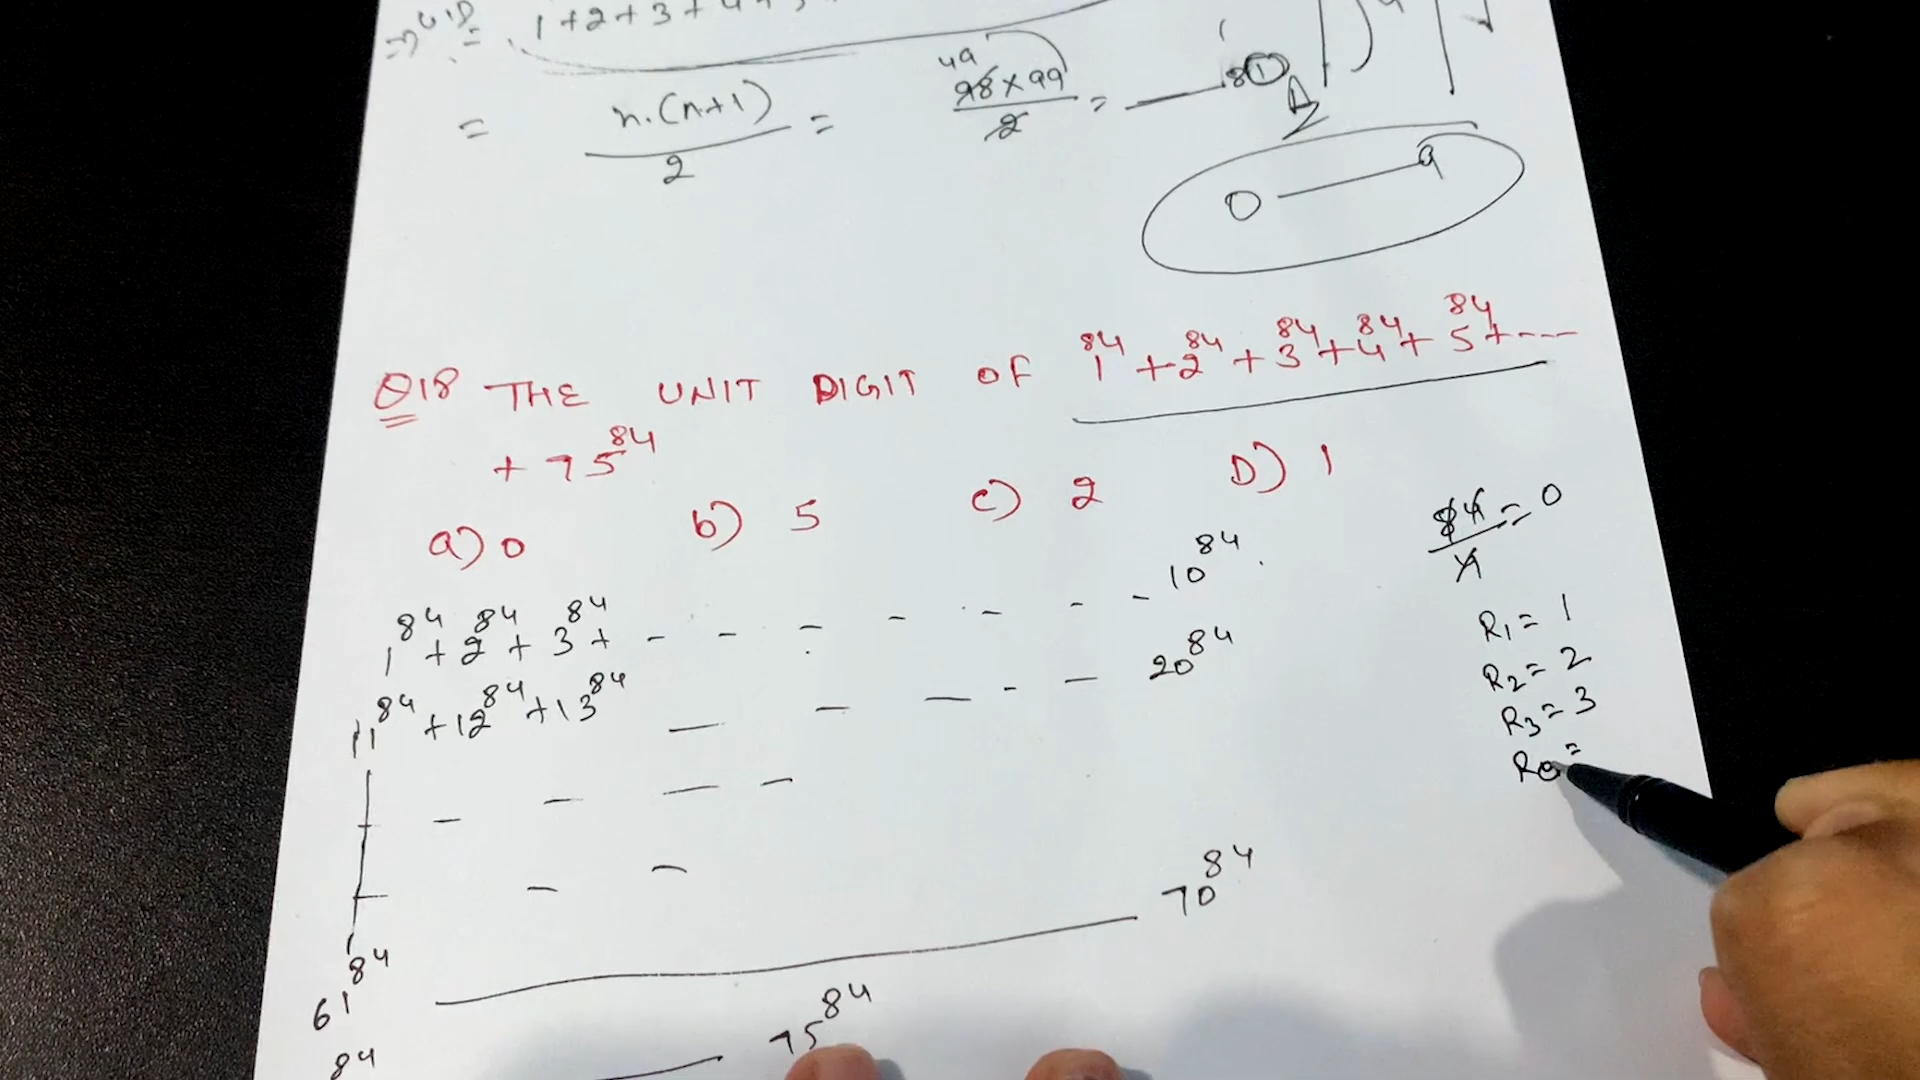 ⇒ UID = 1+2+3+4+5
= n.(n+1)/2 = 49 98×99/2 = 81
0 — 9
Q18 THE UNIT DIGIT OF 1^84+2^84+3^84+4^84+5^84+----
+ 75^84
a) 0 b) 5 c) 2 D) 1
84/4 = 0
1^84+2^84+3^84+ - - - - - - - 10^84
R1 = 1
11^84+12^84+13^84 - - - - - 20^84
R2 = 2
R3 = 3
R0 =
61^84 — 70^84
84 — 75^84